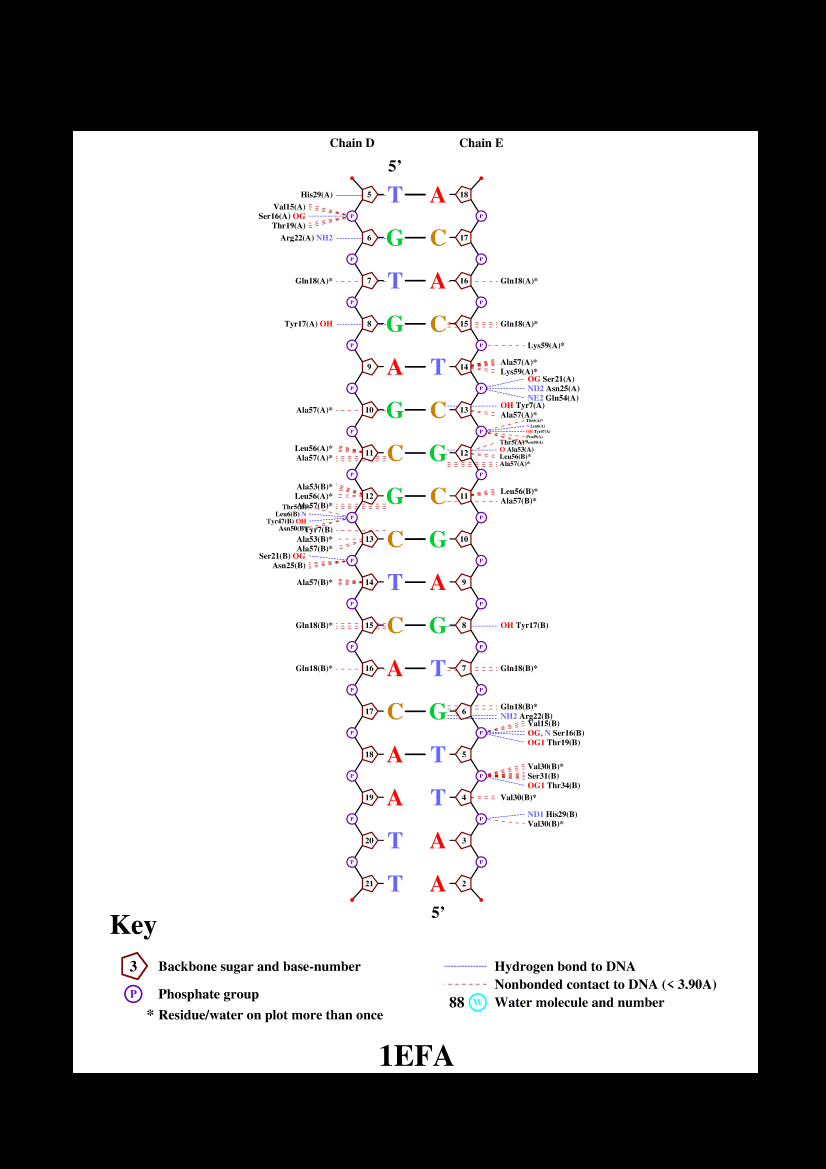 Chain D Chain E
5’
His29(A) 5 T A 18
Val15(A)
Ser16(A) OG P P
Thr19(A)
Arg22(A) NH2 6 G C 17
P P
Gln18(A)* 7 T A 16 Gln18(A)*
P P
Tyr17(A) OH 8 G C 15 Gln18(A)*
P P Lys59(A)*
9 A T 14 Ala57(A)*
Lys59(A)*
P P OG Ser21(A)
ND2 Asn25(A)
NE2 Gln54(A)
Ala57(A)* 10 G C 13 OH Tyr7(A)
Ala57(A)*
P P
OH Tyr47(A)
Leu56(A)* 11 C G 12 Thr5(A)*
Ala57(A)* O Ala53(A)
Leu56(B)*
Ala57(A)*
P P
Ala53(B)* 12 G C 11 Leu56(B)*
Leu56(A)* Ala57(B)*
Ala57(B)*
Leu6(B) N P P
Tyr47(B) OH
Asn50(B) Tyr7(B)
Ala53(B)* 13 C G 10
Ala57(B)*
Ser21(B) OG P P
Asn25(B)
Ala57(B)* 14 T A 9
P P
Gln18(B)* 15 C G 8 OH Tyr17(B)
P P
Gln18(B)* 16 A T 7 Gln18(B)*
P P
17 C G 6 Gln18(B)*
NH2 Arg22(B)
Val15(B)
P P OG, N Ser16(B)
OG1 Thr19(B)
18 A T 5
P P Val30(B)*
Ser31(B)
OG1 Thr34(B)
19 A T 4 Val30(B)*
P P ND1 His29(B)
Val30(B)*
20 T A 3
P P
21 T A 2
5’
Key
3 Backbone sugar and base-number
P Phosphate group
* Residue/water on plot more than once
Hydrogen bond to DNA
Nonbonded contact to DNA (< 3.90A)
88 W Water molecule and number
1EFA